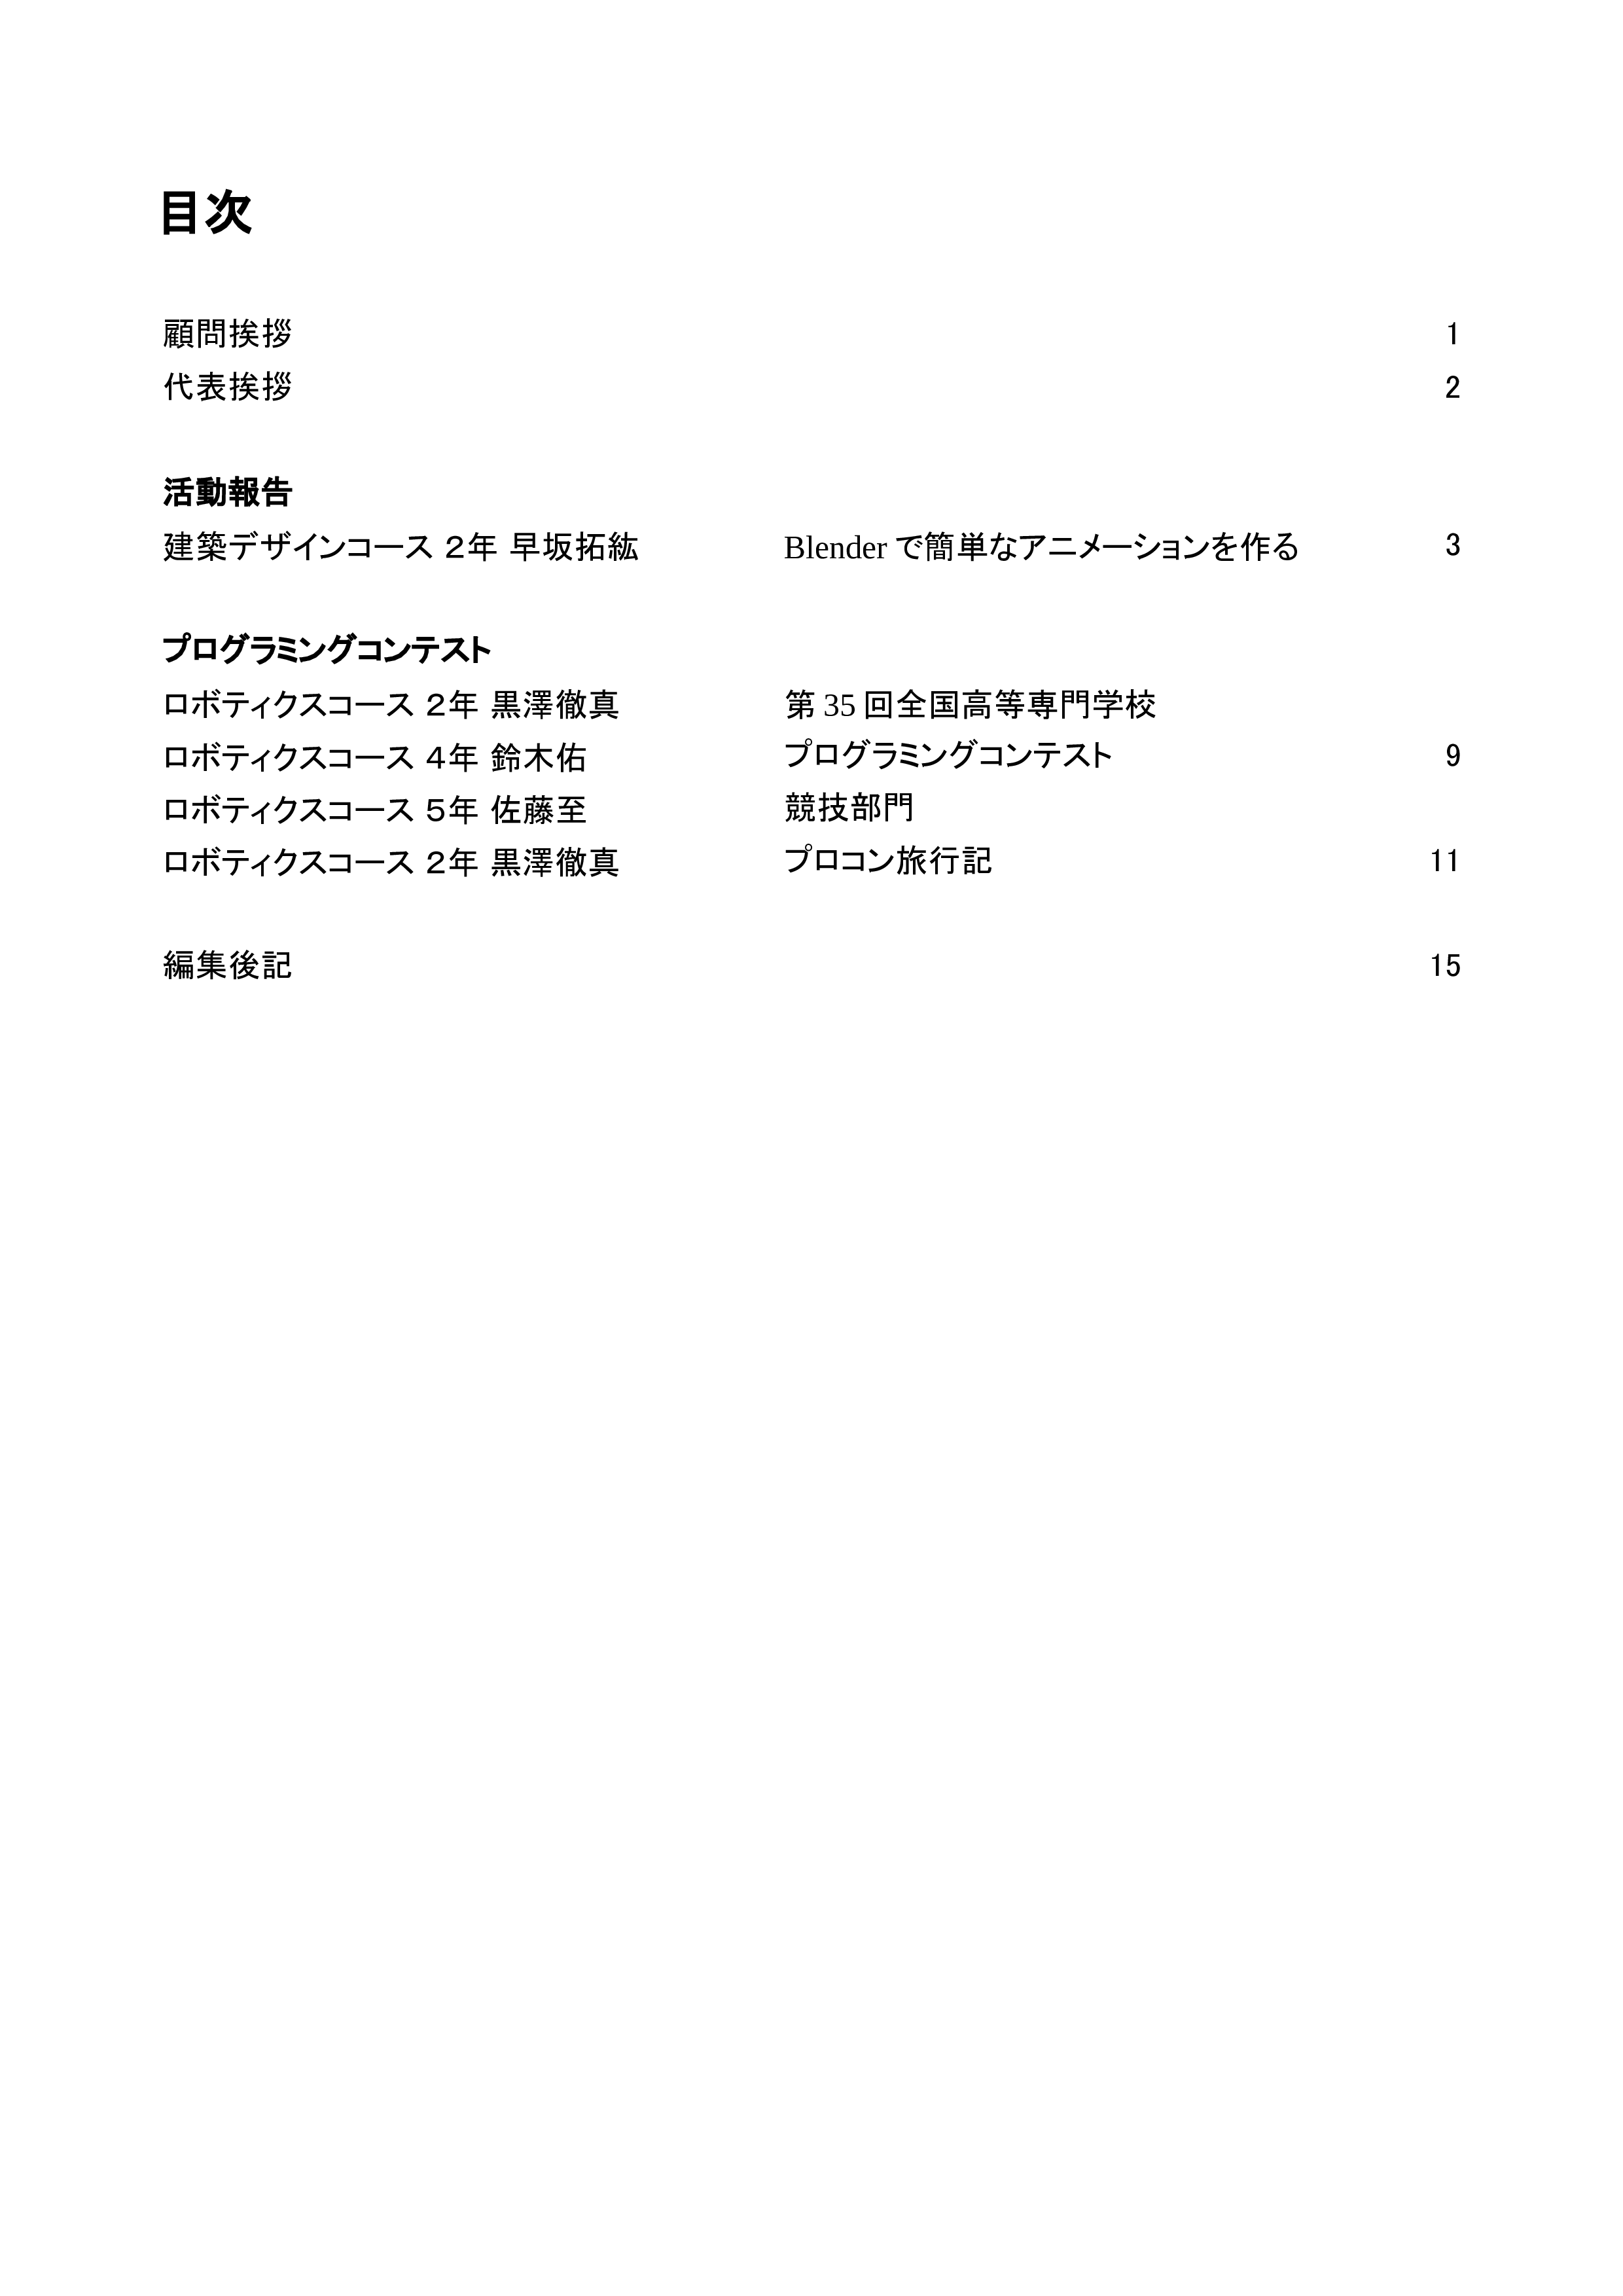 目次
顧問挨拶 1
代表挨拶 2
活動報告
建築デザインコース 2年 早坂拓紘 Blender で簡単なアニメーションを作る 3
プログラミングコンテスト
ロボティクスコース 2年 黒澤徹真 第 35 回全国高等専門学校
ロボティクスコース 4年 鈴木佑 プログラミングコンテスト 9
ロボティクスコース 5年 佐藤至 競技部門
ロボティクスコース 2年 黒澤徹真 プロコン旅行記 11
編集後記 15